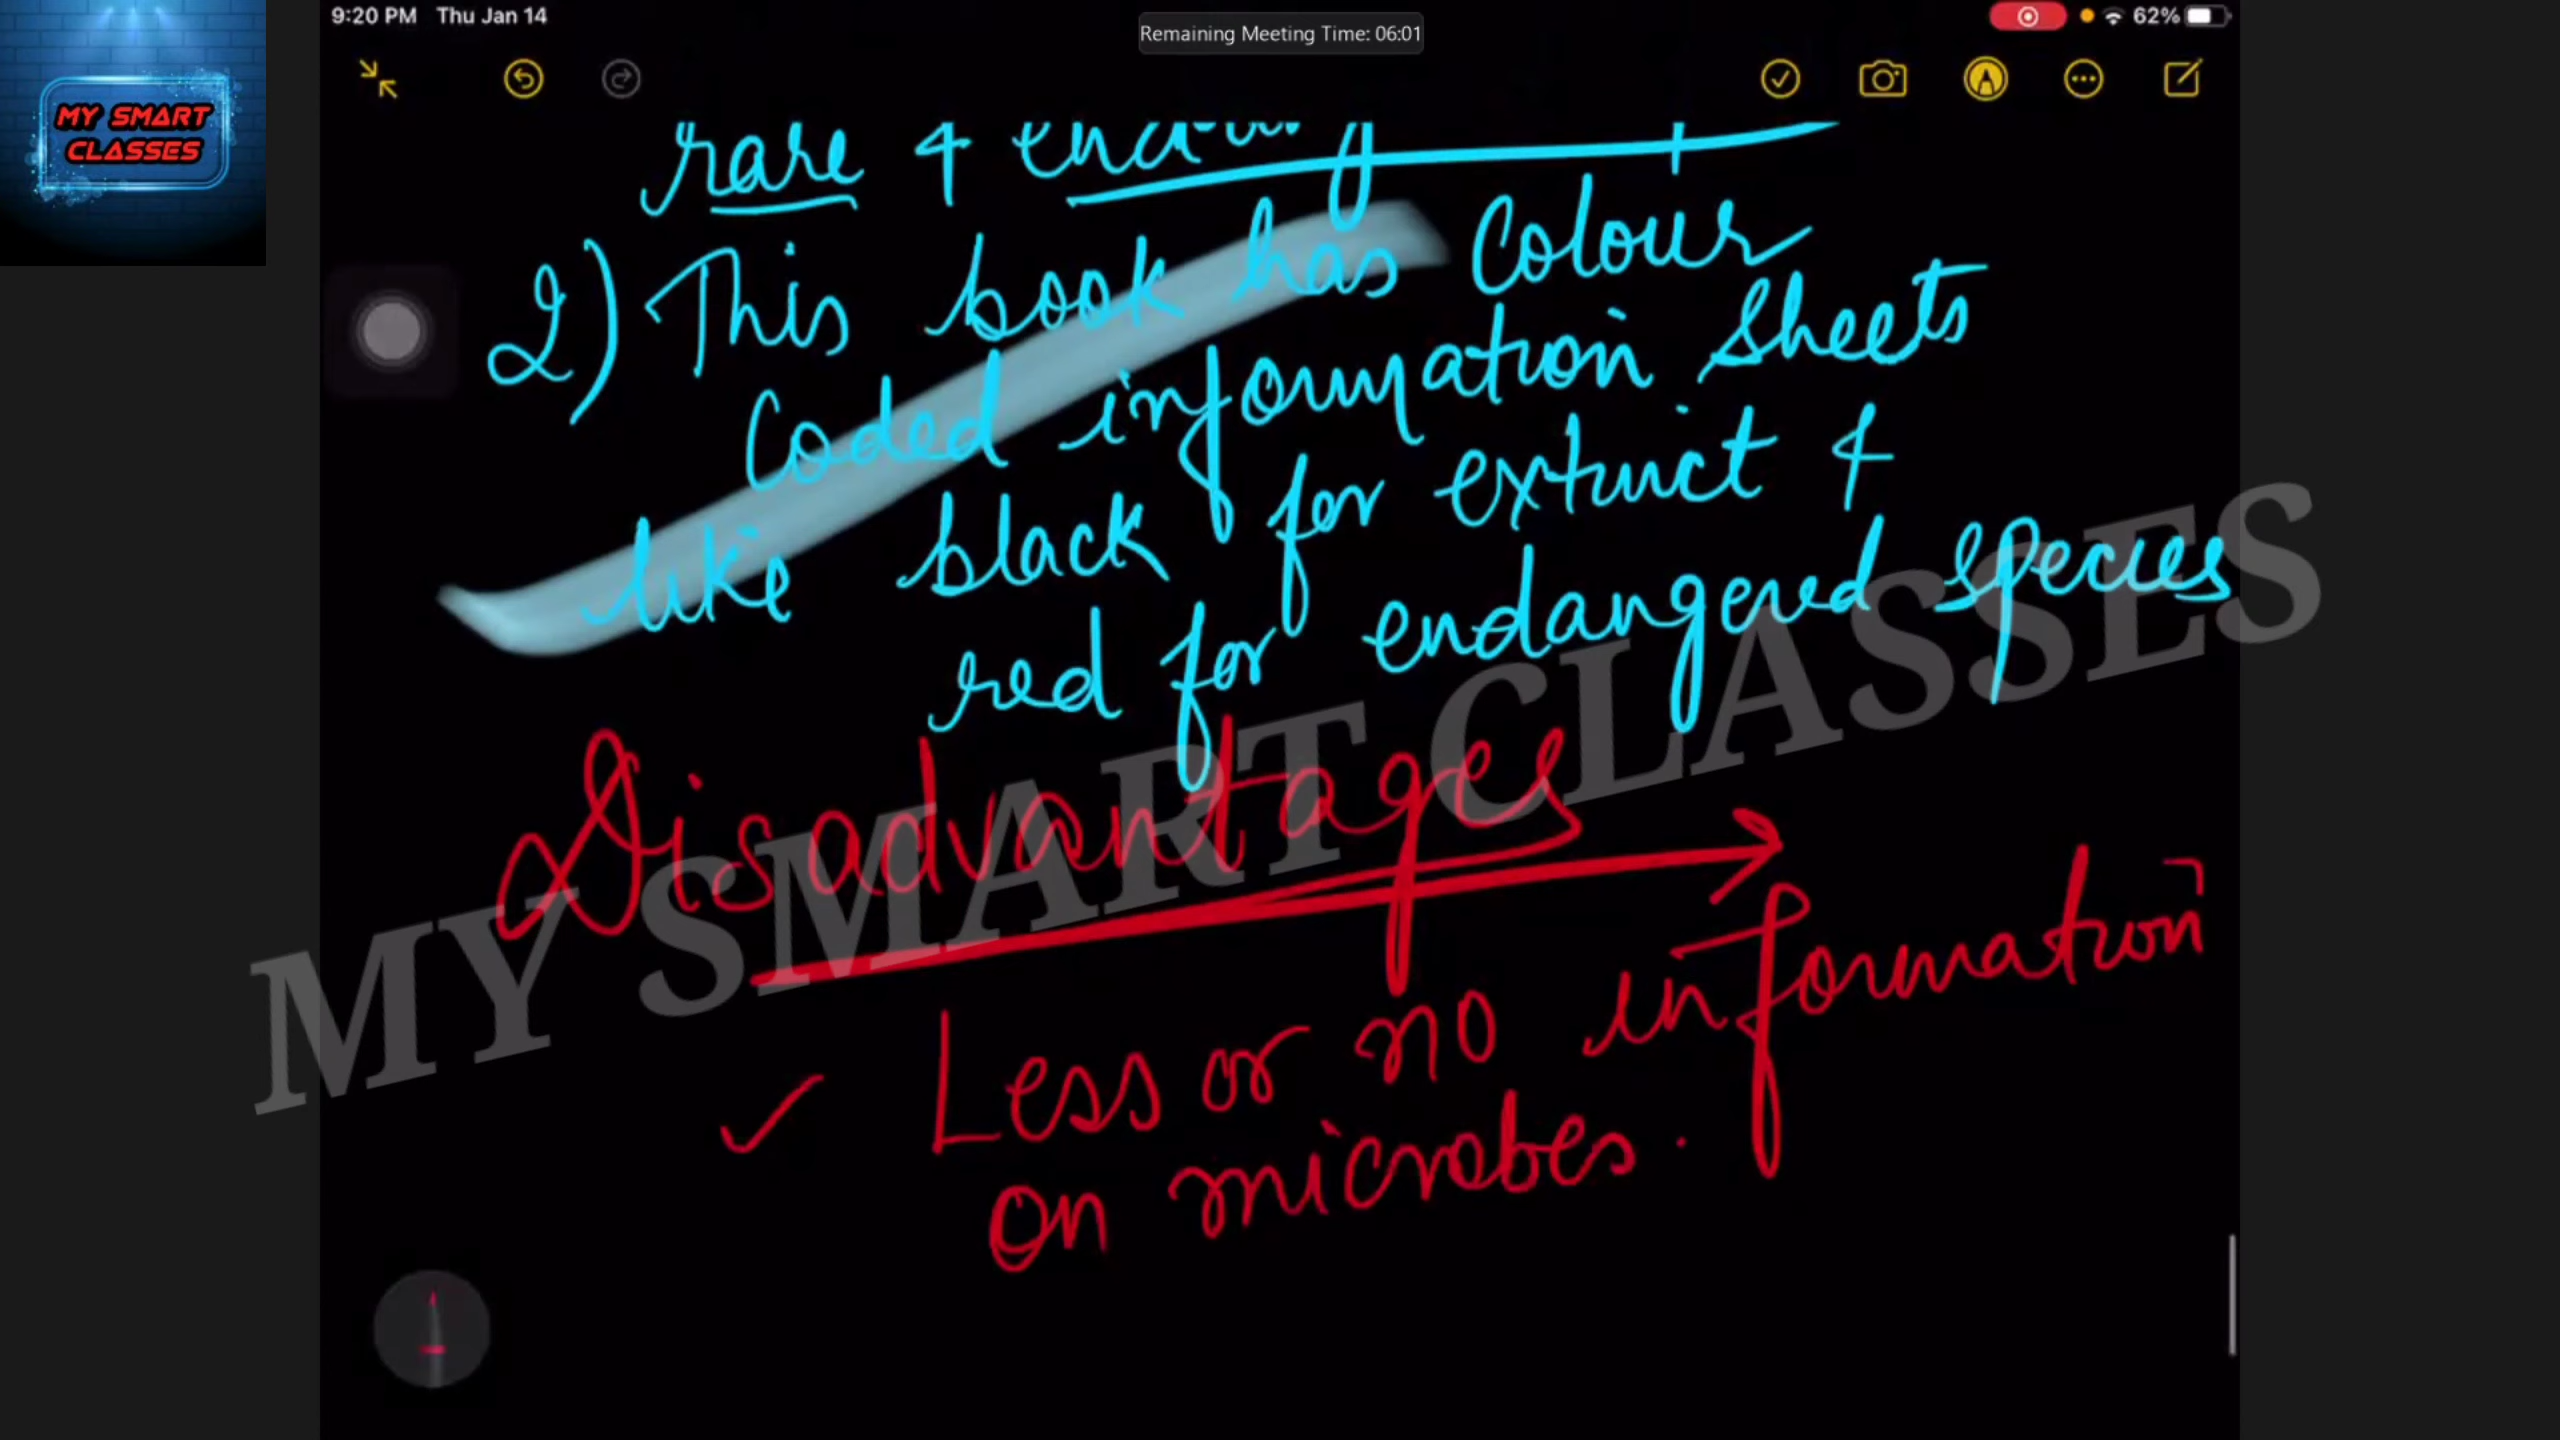 9:20 PM Thu Jan 14
Remaining Meeting Time: 06:01
62%
MY SMART
CLASSES
rare &
2) This book has Colour
Coded information Sheets
like black for extinct &
red for endangered species
Disadvantages
✓ Less or no information
on microbes.
MY SMART CLASSES